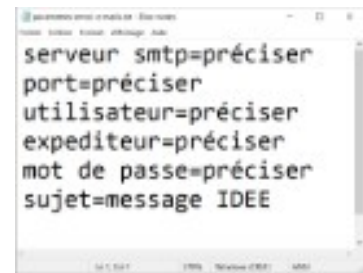 serveur smtp=préciser
port=préciser
utilisateur=préciser
expediteur=préciser
mot de passe=préciser
sujet=message IDEE